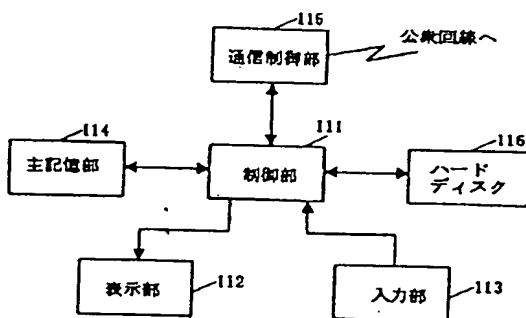 115
通信制御部
公衆回線へ
114
主記憶部
111
制御部
116
ハード
ディスク
表示部
112
入力部
113